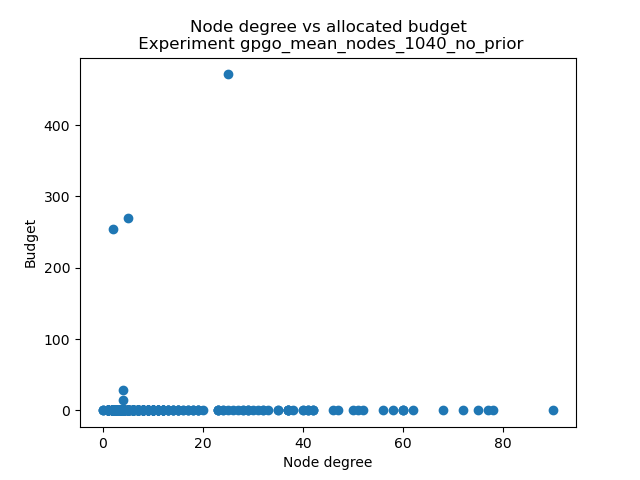 Node degree vs allocated budget
Experiment gpgo_mean_nodes_1040_no_prior
400
300
200
100
0
Budget
0 20 40 60 80
Node degree